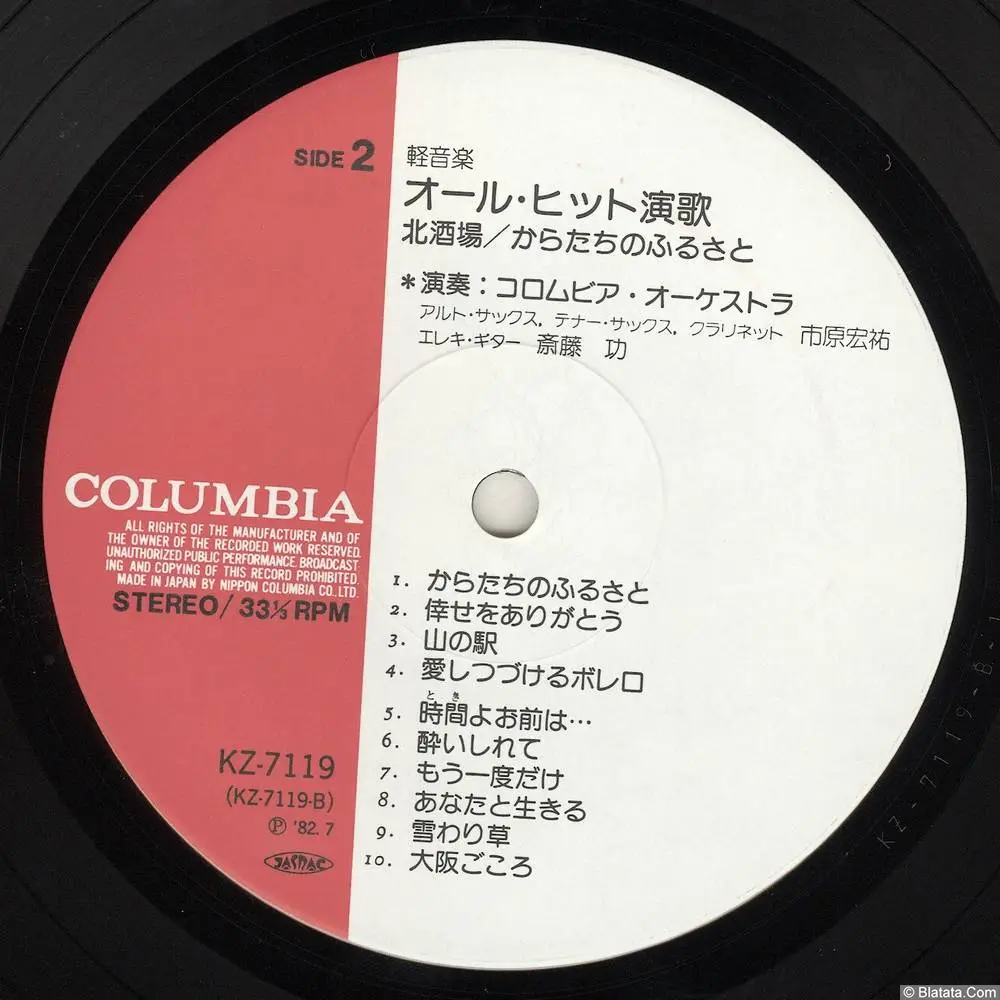 SIDE 2
軽音楽
オール・ヒット演歌
北酒場／からたちのふるさと
*演奏：コロムビア・オーケストラ
アルト・サックス, テナー・サックス, クラリネット 市原宏祐
エレキ・ギター 斎藤 功
COLUMBIA
ALL RIGHTS OF THE MANUFACTURER AND OF
THE OWNER OF THE RECORDED WORK RESERVED.
UNAUTHORIZED PUBLIC PERFORMANCE. BROADCAST-
ING AND COPYING OF THIS RECORD PROHIBITED.
MADE IN JAPAN BY NIPPON COLUMBIA CO., LTD.
STEREO/ 33⅓ RPM
1. からたちのふるさと
2. 倖せをありがとう
3. 山の駅
4. 愛しつづけるボレロ
とき
5. 時間よお前は…
6. 酔いしれて
7. もう一度だけ
8. あなたと生きる
9. 雪わり草
10. 大阪ごころ
KZ-7119
(KZ-7119-B)
Ⓟ '82. 7
JASRAC
KZ-7119-B-1
© Blatata.Com